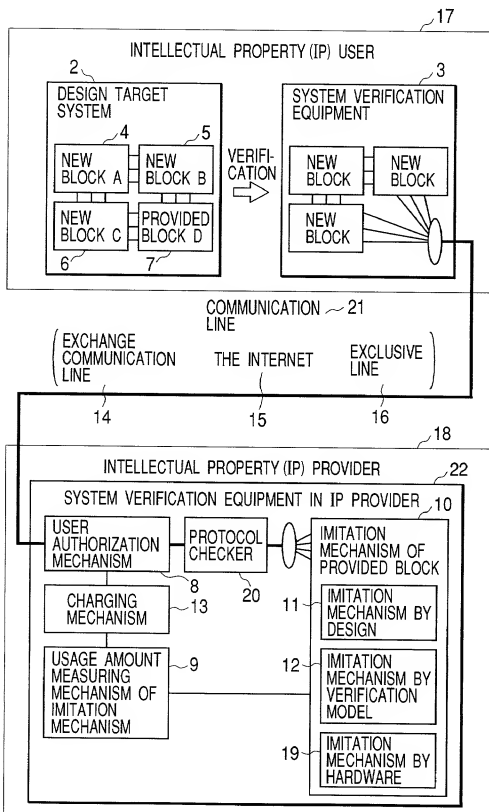 17
INTELLECTUAL PROPERTY (IP) USER
2
DESIGN TARGET
SYSTEM
4
5
NEW
BLOCK A
NEW
BLOCK B
NEW
BLOCK C
PROVIDED
BLOCK D
6
7
VERIFI-
CATION
3
SYSTEM VERIFICATION
EQUIPMENT
NEW
BLOCK
NEW
BLOCK
NEW
BLOCK
COMMUNICATION
LINE
21
EXCHANGE
COMMUNICATION
LINE
THE INTERNET
EXCLUSIVE
LINE
14
15
16
18
INTELLECTUAL PROPERTY (IP) PROVIDER
22
SYSTEM VERIFICATION EQUIPMENT IN IP PROVIDER
10
USER
AUTHORIZATION
MECHANISM
8
PROTOCOL
CHECKER
20
IMITATION
MECHANISM OF
PROVIDED BLOCK
CHARGING
MECHANISM
13
11
IMITATION
MECHANISM BY
DESIGN
USAGE AMOUNT
MEASURING
MECHANISM OF
IMITATION
MECHANISM
9
12
IMITATION
MECHANISM BY
VERIFICATION
MODEL
19
IMITATION
MECHANISM BY
HARDWARE